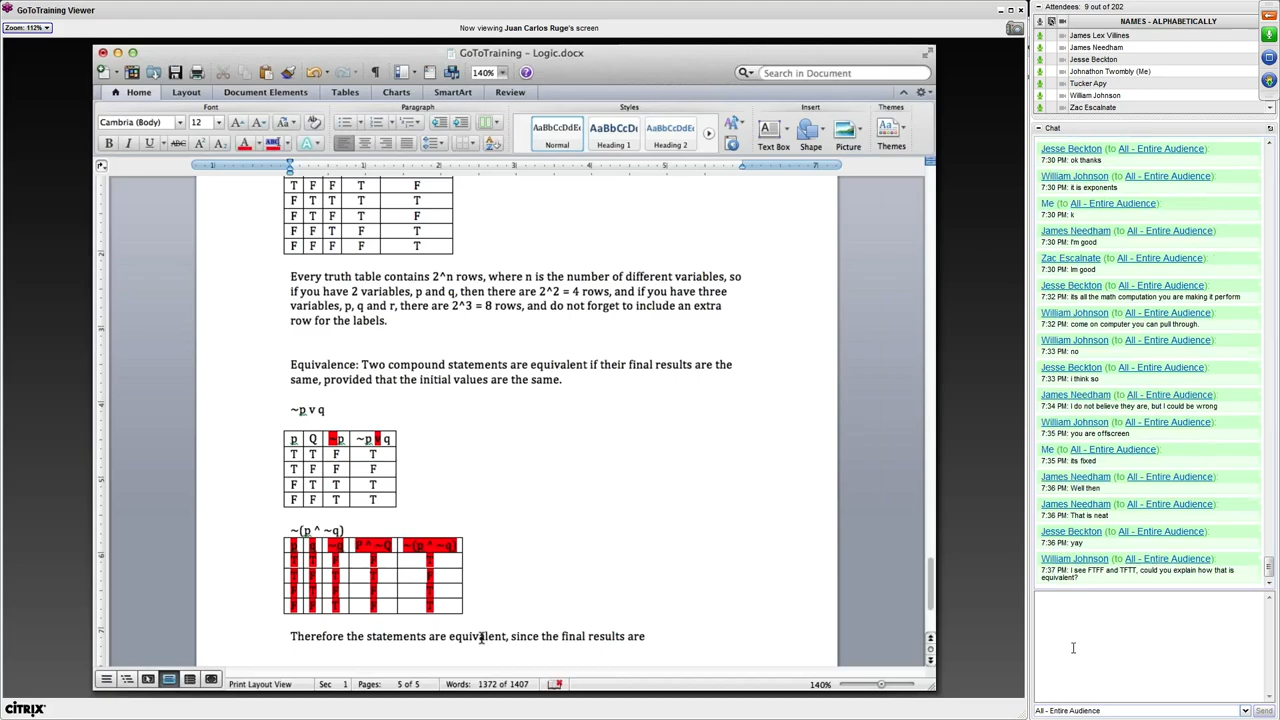 GoToTraining Viewer
Zoom: 112%
Now viewing Juan Carlos Ruge's screen
GoToTraining - Logic.docx
140%
Search in Document
Home Layout Document Elements Tables Charts SmartArt Review
Font Paragraph Styles Insert Themes
Cambria (Body) 12
AaBbCcDdEe AaBbCcDc AaBbCcDdEe
Normal Heading 1 Heading 2
Text Box Shape Picture Themes
T F F T F
F T T T T
F T F T F
F F T F T
F F F F T
Every truth table contains 2^n rows, where n is the number of different variables, so
if you have 2 variables, p and q, then there are 2^2 = 4 rows, and if you have three
variables, p, q and r, there are 2^3 = 8 rows, and do not forget to include an extra
row for the labels.
Equivalence: Two compound statements are equivalent if their final results are the
same, provided that the initial values are the same.
~p v q
p Q ~p ~p v q
T T F T
T F F F
F T T T
F F T T
~(p ^ ~q)
P ^ ~Q ~(p ^ ~q)
Therefore the statements are equivalent, since the final results are
Print Layout View Sec 1 Pages: 5 of 5 Words: 1372 of 1407 140%
CITRIX
Attendees: 9 out of 202
NAMES - ALPHABETICALLY
James Lex Villines
James Needham
Jesse Beckton
Johnathon Twombly (Me)
Tucker Apy
William Johnson
Zac Escalnate
Chat
Jesse Beckton (to All - Entire Audience):
7:30 PM: ok thanks
William Johnson (to All - Entire Audience):
7:30 PM: it is exponents
Me (to All - Entire Audience):
7:30 PM: k
James Needham (to All - Entire Audience):
7:30 PM: I'm good
Zac Escalnate (to All - Entire Audience):
7:30 PM: Im good
Jesse Beckton (to All - Entire Audience):
7:32 PM: its all the math computation you are making it perform
William Johnson (to All - Entire Audience):
7:32 PM: come on computer you can pull through.
William Johnson (to All - Entire Audience):
7:33 PM: no
Jesse Beckton (to All - Entire Audience):
7:33 PM: i think so
James Needham (to All - Entire Audience):
7:34 PM: I do not believe they are, but I could be wrong
William Johnson (to All - Entire Audience):
7:35 PM: you are offscreen
Me (to All - Entire Audience):
7:35 PM: its fixed
James Needham (to All - Entire Audience):
7:36 PM: Well then
James Needham (to All - Entire Audience):
7:36 PM: That is neat
Jesse Beckton (to All - Entire Audience):
7:36 PM: yay
William Johnson (to All - Entire Audience):
7:37 PM: I see FTFF and TFTT, could you explain how that is
equivalent?
All - Entire Audience
Send